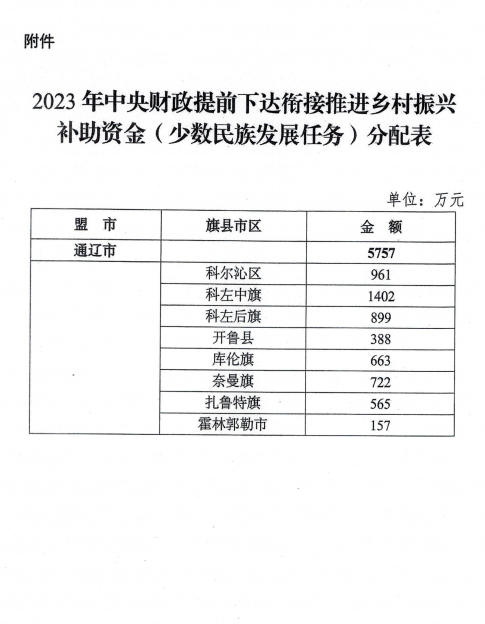 附件
2023 年中央财政提前下达衔接推进乡村振兴
补助资金（少数民族发展任务）分配表
单位：万元
盟 市 旗县市区 金 额
通辽市 5757
科尔沁区 961
科左中旗 1402
科左后旗 899
开鲁县 388
库伦旗 663
奈曼旗 722
扎鲁特旗 565
霍林郭勒市 157